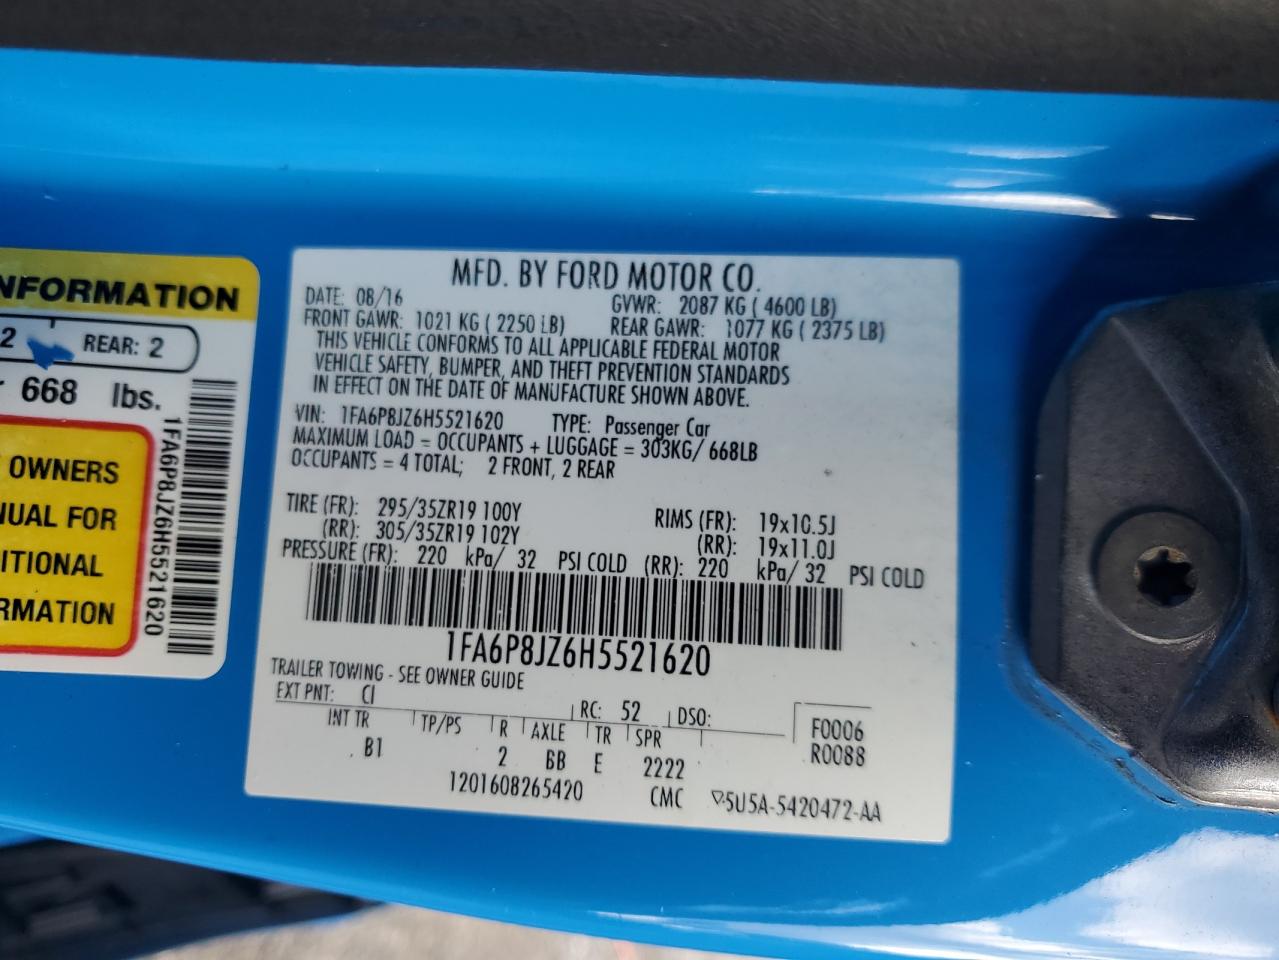 NFORMATION
2 REAR: 2
668 lbs.
OWNERS
UAL FOR
ITIONAL
RMATION
1FA6P8JZ6H5521620
MFD. BY FORD MOTOR CO.
DATE: 08/16 GVWR: 2087 KG ( 4600 LB)
FRONT GAWR: 1021 KG ( 2250 LB) REAR GAWR: 1077 KG ( 2375 LB)
THIS VEHICLE CONFORMS TO ALL APPLICABLE FEDERAL MOTOR
VEHICLE SAFETY, BUMPER, AND THEFT PREVENTION STANDARDS
IN EFFECT ON THE DATE OF MANUFACTURE SHOWN ABOVE.
VIN: 1FA6P8JZ6H5521620 TYPE: Passenger Car
MAXIMUM LOAD = OCCUPANTS + LUGGAGE = 303KG/ 668LB
OCCUPANTS = 4 TOTAL; 2 FRONT, 2 REAR
TIRE (FR): 295/35ZR19 100Y RIMS (FR): 19x10.5J
(RR): 305/35ZR19 102Y (RR): 19x11.0J
PRESSURE (FR): 220 kPa/ 32 PSI COLD (RR): 220 kPa/ 32 PSI COLD
1FA6P8JZ6H5521620
TRAILER TOWING - SEE OWNER GUIDE
EXT PNT: CI RC: 52 DSO:
INT TR TP/PS R AXLE TR SPR F0006
B1 2 BB E 2222 R0088
1201608265420 CMC ▽5U5A-5420472-AA